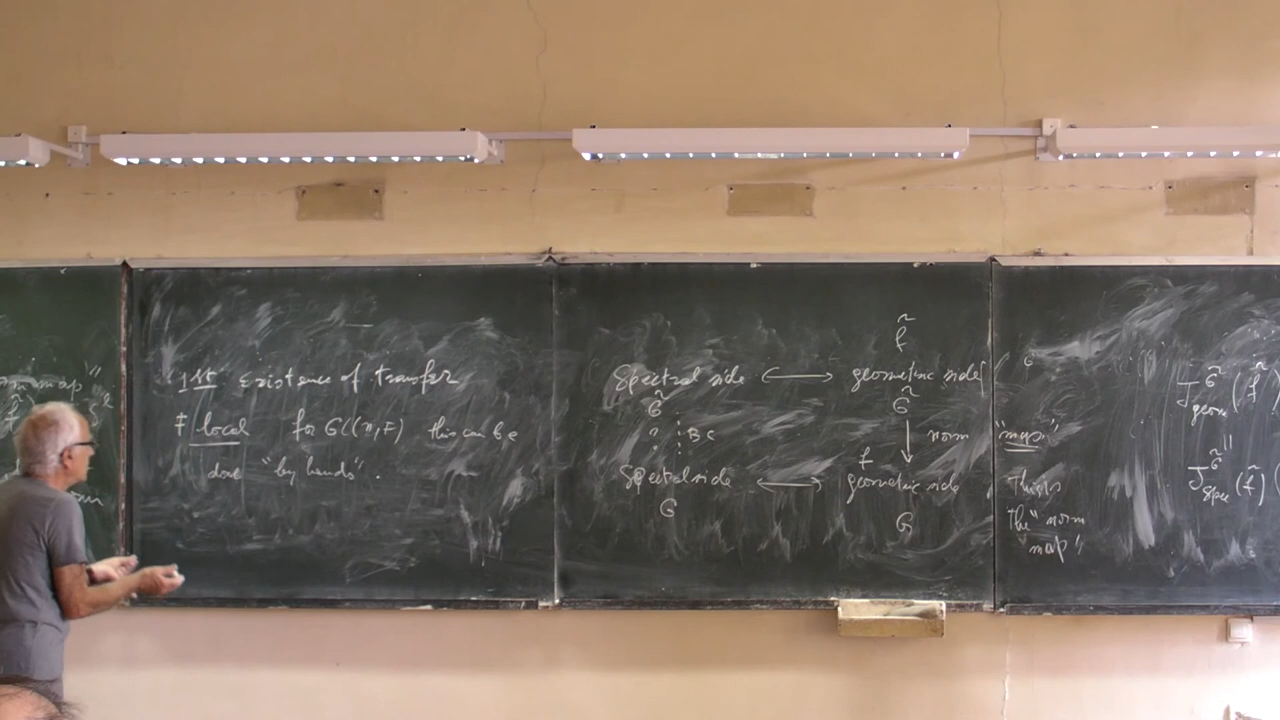 map"
1st existence of transfer
F local for GL(n,F) this can be
done "by hands".
f̃
Spectral side ⟷ geometric side
G̃ G̃
BC ↓ norm "map"
f
Spectral side ⟷ geometric side
G G
This is
the "norm
map"
J^G̃_geom (f̃)
J^G̃_spec (f̃)